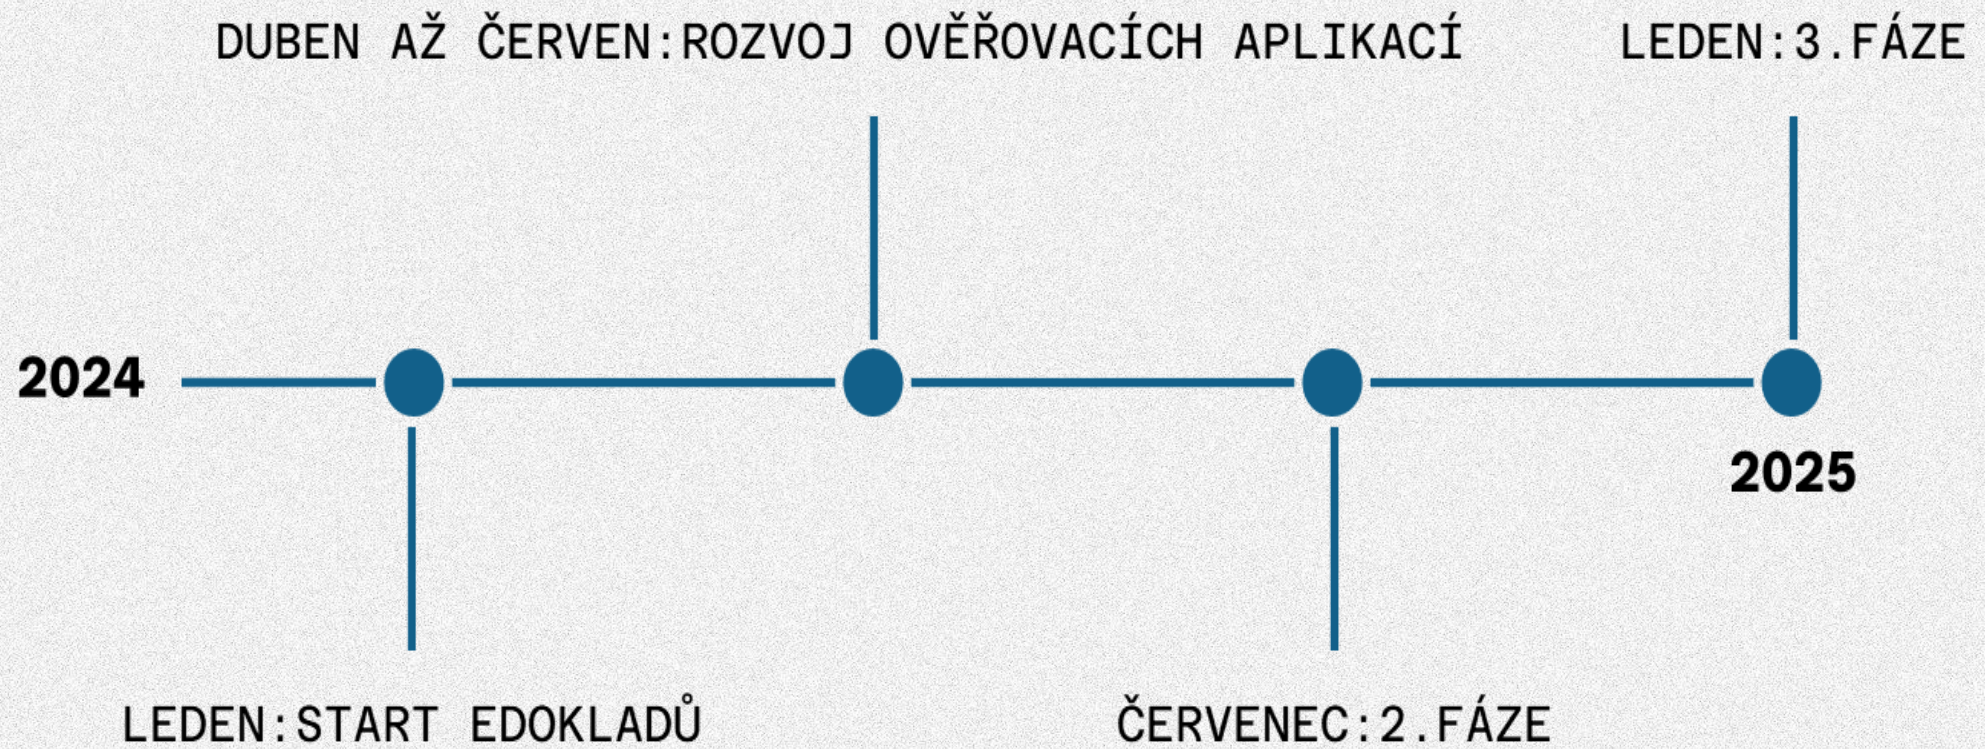 DUBEN AŽ ČERVEN:ROZVOJ OVĚŘOVACÍCH APLIKACÍ
LEDEN:3.FÁZE
2024
2025
LEDEN:START EDOKLADŮ
ČERVENEC:2.FÁZE